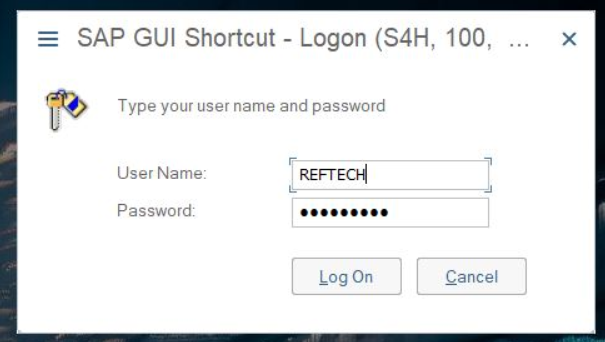 SAP GUI Shortcut - Logon (S4H, 100, ...
Type your user name and password
User Name: REFTECH
Password: •••••••••
Log On Cancel